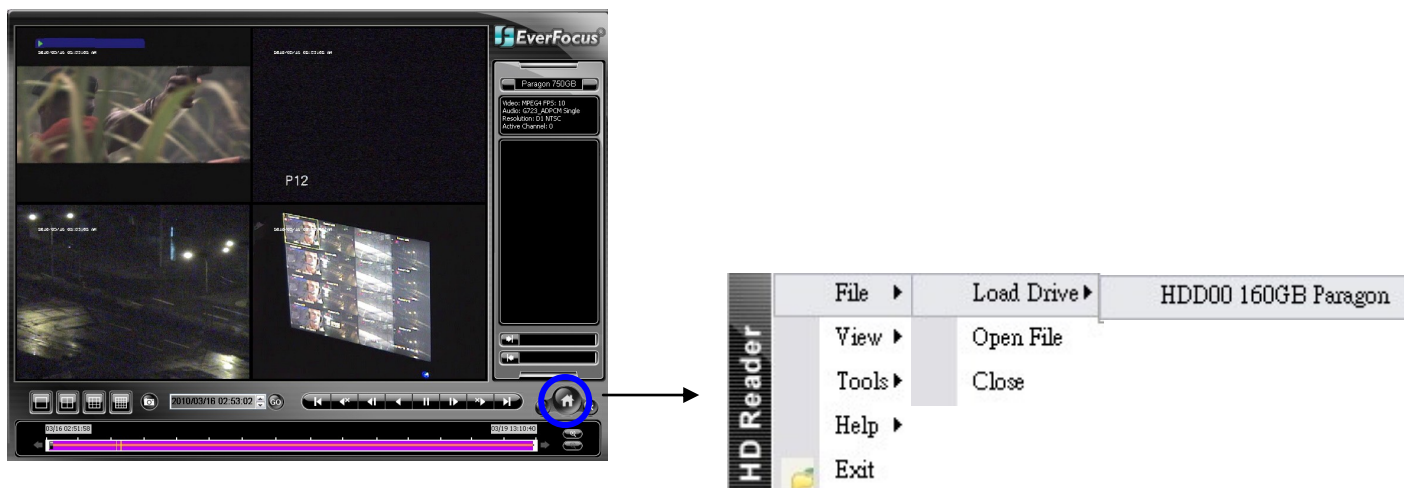 EverFocus®
Paragon 750GB
Video: MPEG4 FPS: 10
Audio: G723_ADPCM Single
Resolution: D1 NTSC
Active Channel: 0
P12
2010/03/16 02:53:02
GO
03/16 02:51:58
03/19 13:10:40
HD Reader
File
Load Drive
HDD00 160GB Paragon
View
Open File
Tools
Close
Help
Exit